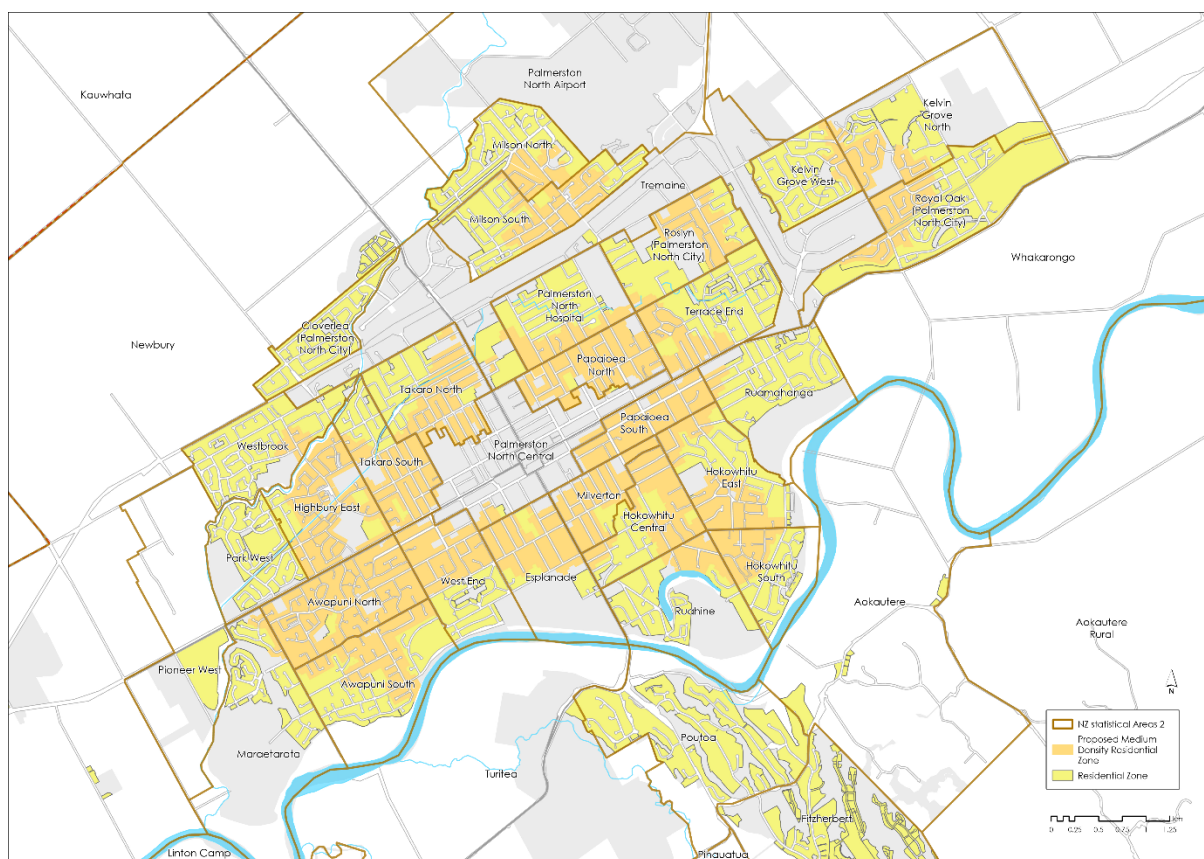 Palmerston
North Airport
Kauwhata
Kelvin
Grove
North
Milson North
Kelvin
Grove West
Tremaine
Royal Oak
(Palmerston
North City)
Milson South
Roslyn
(Palmerston
North City)
Whakarongo
Palmerston
North
Hospital
Terrace End
Cloverlea
(Palmerston
North City)
Newbury
Papaioea
North
Takaro North
Ruamahanga
Papaioea
South
Westbrook
Palmerston
North Central
Takaro South
Hokowhitu
East
Milverton
Highbury East
Hokowhitu
Central
Park West
West End
Esplanade
Hokowhitu
South
Awapuni North
Ruahine
Aokautere
Aokautere
Rural
Pioneer West
Awapuni South
N
NZ statistical Areas 2
Proposed Medium
Density Residential
Zone
Residential Zone
Poutoa
Maraetarata
Turitea
Fitzherbert
0 0.25 0.5 0.75 1 1.25
Linton Camp
Pihauatua